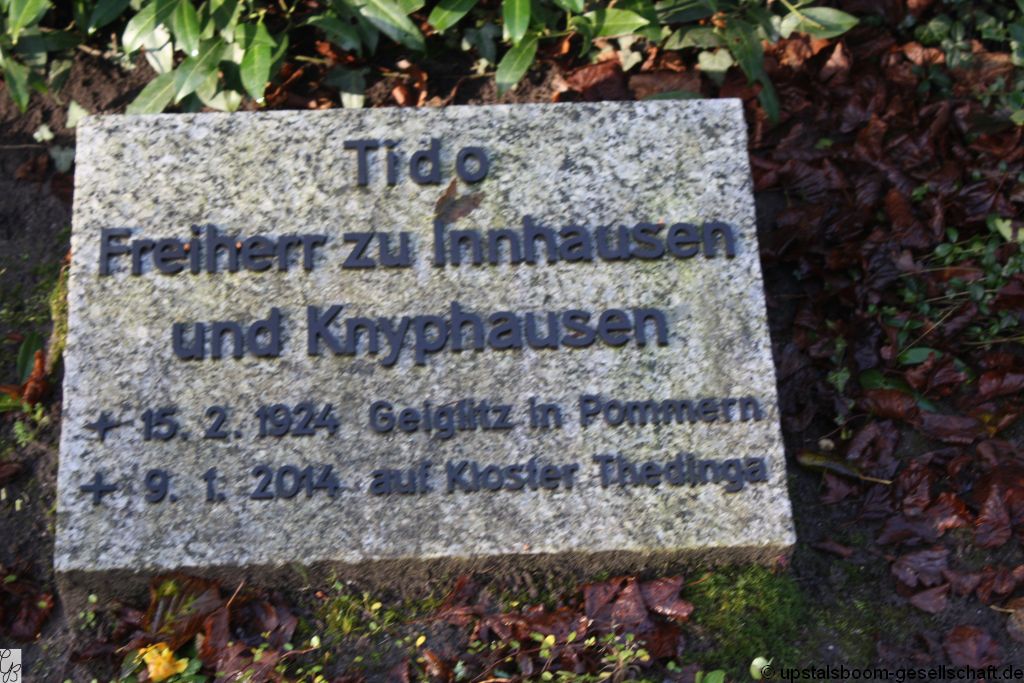 Tido
Freiherr zu Innhausen
und Knyphausen
15. 2. 1924 Geiglitz in Pommern
+ 9. 1. 2014 auf Kloster Thedinga
© upstalsboom-gesellschaft.de